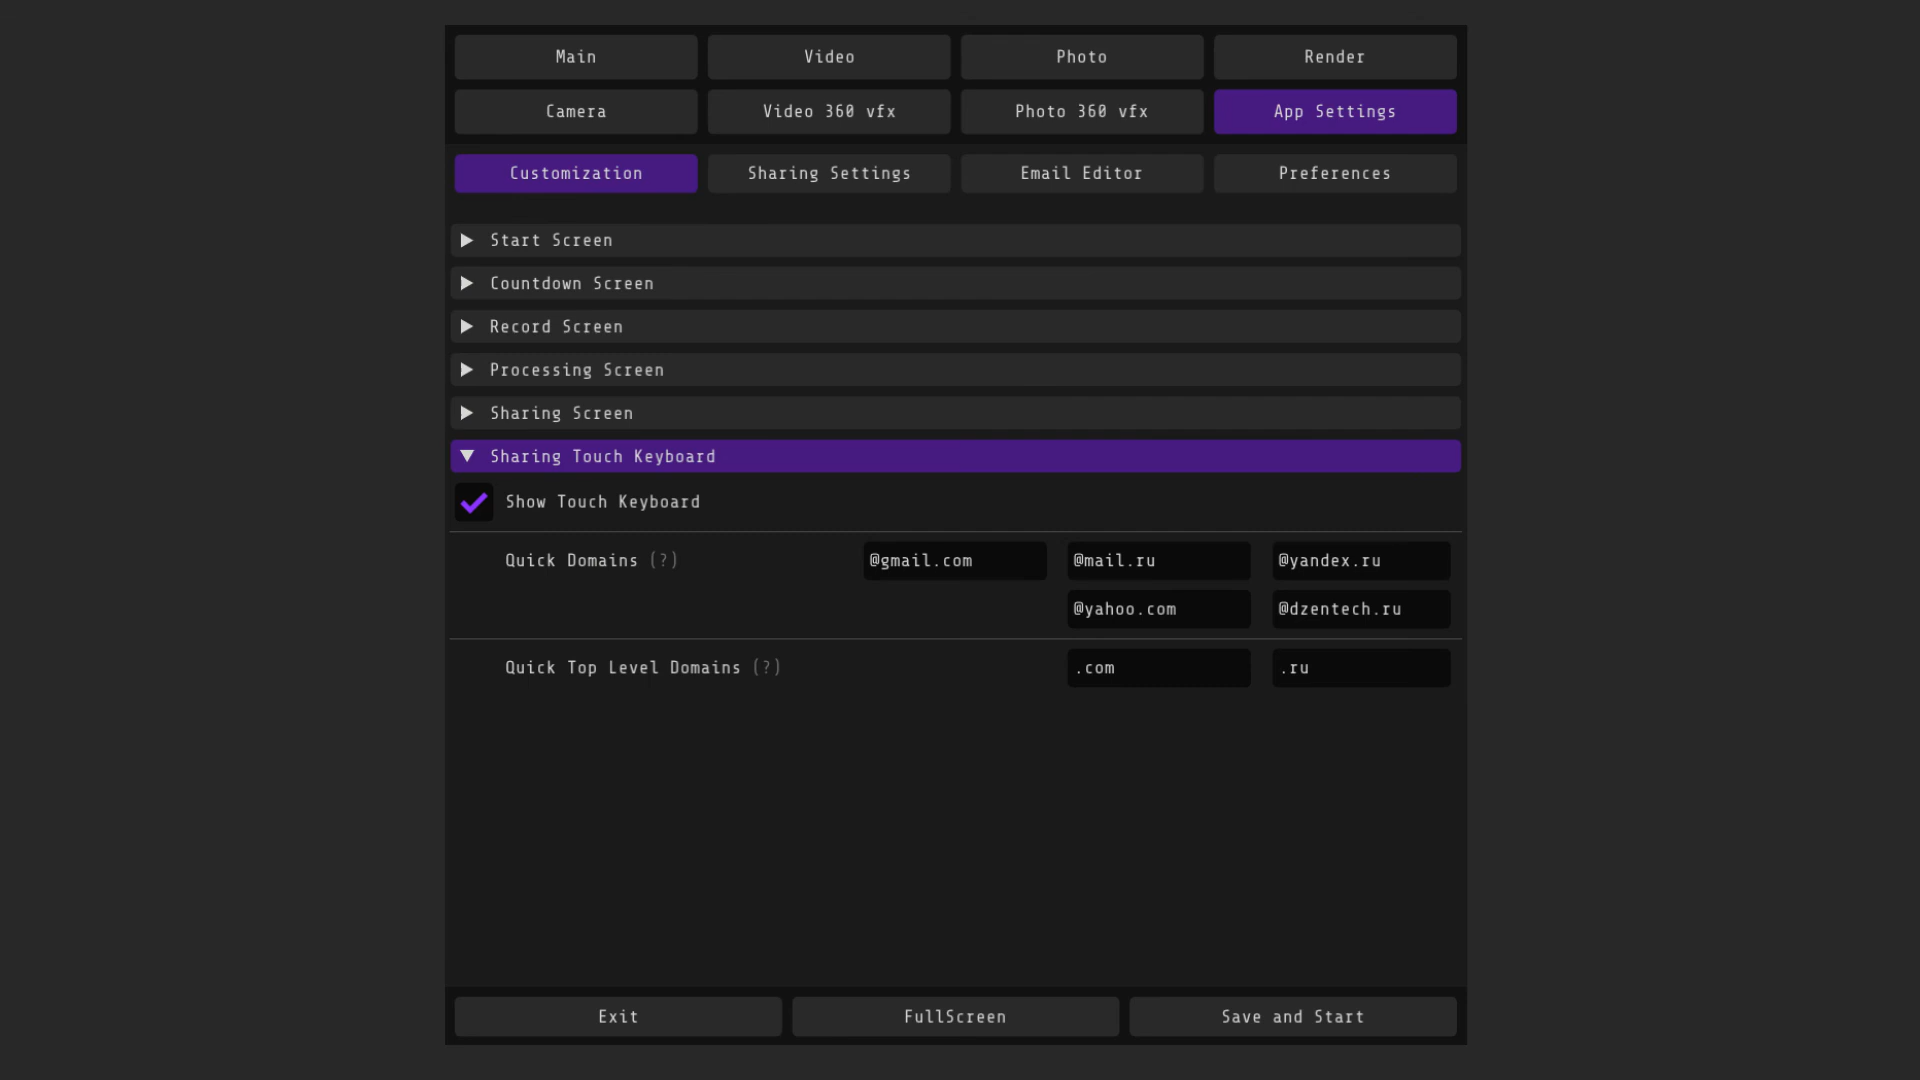 Main Video Photo Render
Camera Video 360 vfx Photo 360 vfx App Settings
Customization Sharing Settings Email Editor Preferences
Start Screen
Countdown Screen
Record Screen
Processing Screen
Sharing Screen
Sharing Touch Keyboard
Show Touch Keyboard
Quick Domains (?) @gmail.com @mail.ru @yandex.ru
@yahoo.com @dzentech.ru
Quick Top Level Domains (?) .com .ru
Exit FullScreen Save and Start